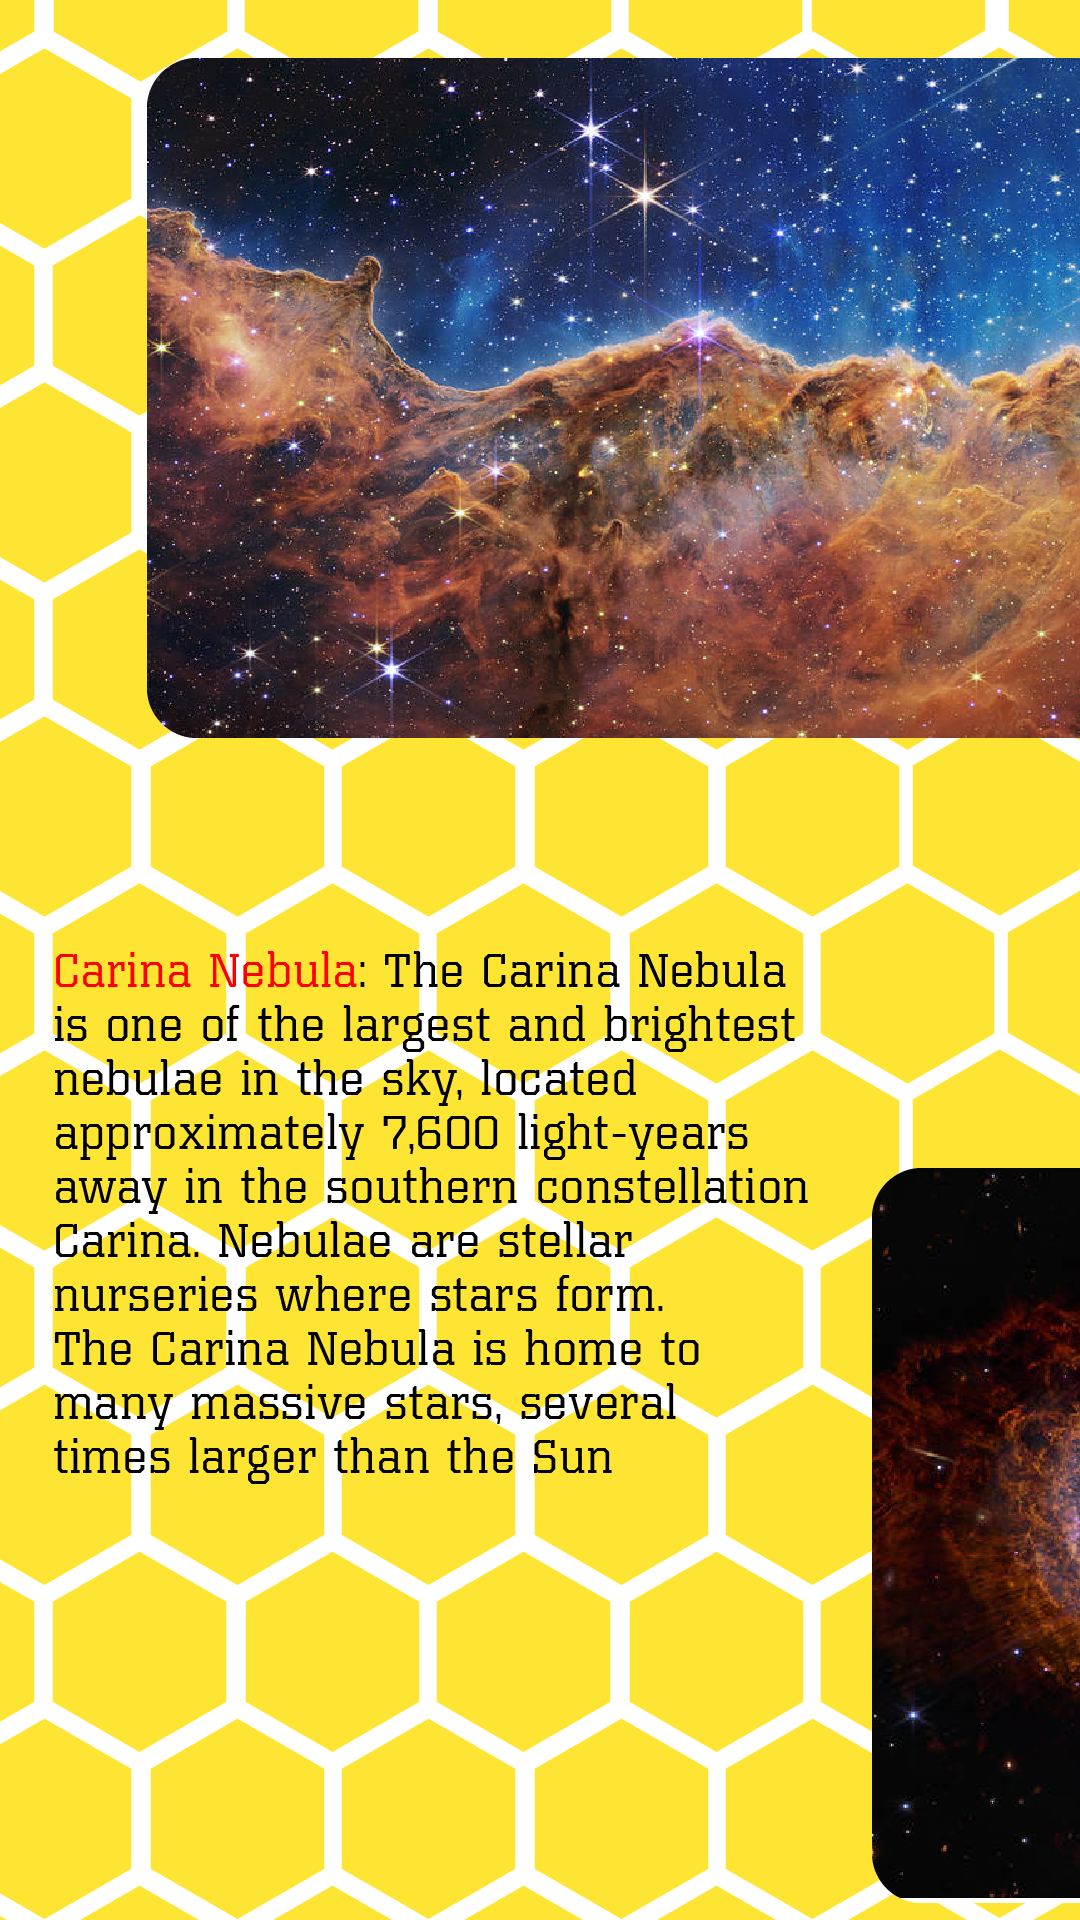 Carina Nebula: The Carina Nebula
is one of the largest and brightest
nebulae in the sky, located
approximately 7,600 light-years
away in the southern constellation
Carina. Nebulae are stellar
nurseries where stars form.
The Carina Nebula is home to
many massive stars, several
times larger than the Sun